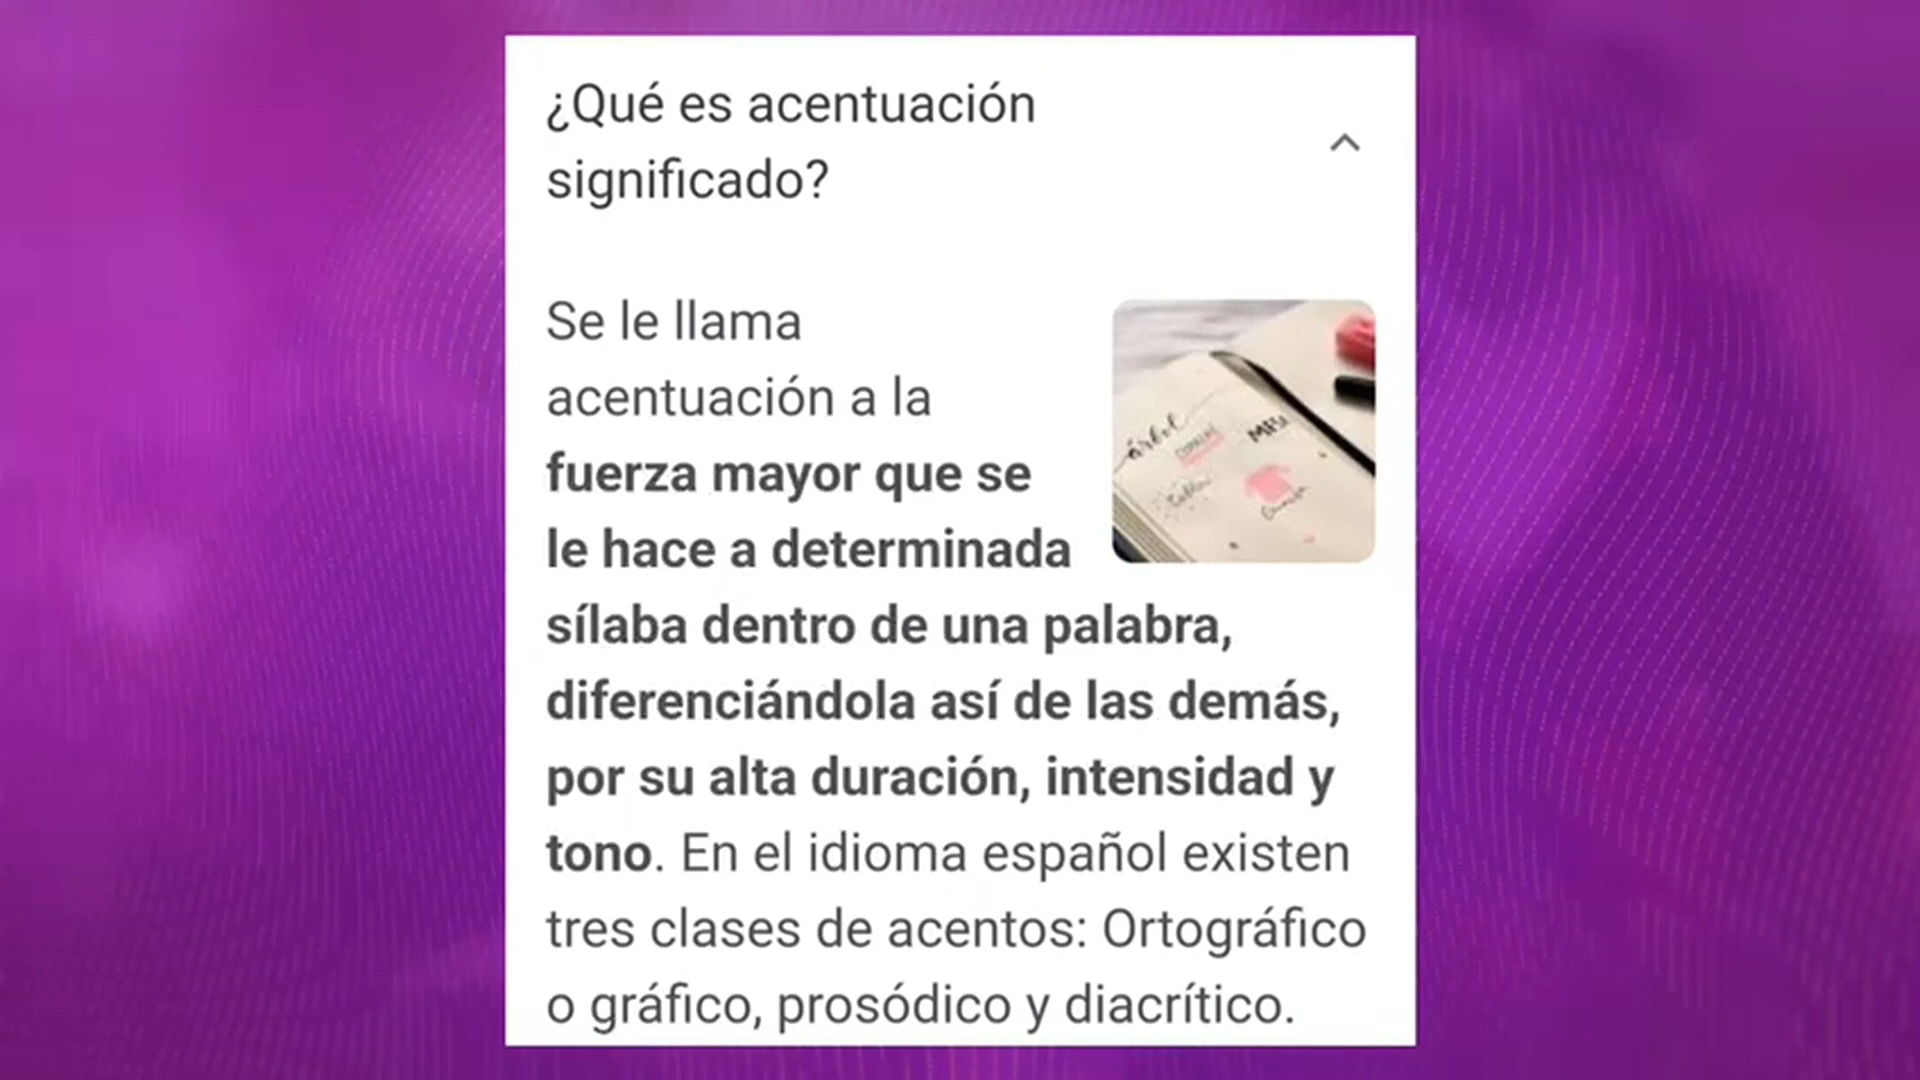 ¿Qué es acentuación
significado?
Se le llama
acentuación a la
fuerza mayor que se
le hace a determinada
sílaba dentro de una palabra,
diferenciándola así de las demás,
por su alta duración, intensidad y
tono. En el idioma español existen
tres clases de acentos: Ortográfico
o gráfico, prosódico y diacrítico.
árbol